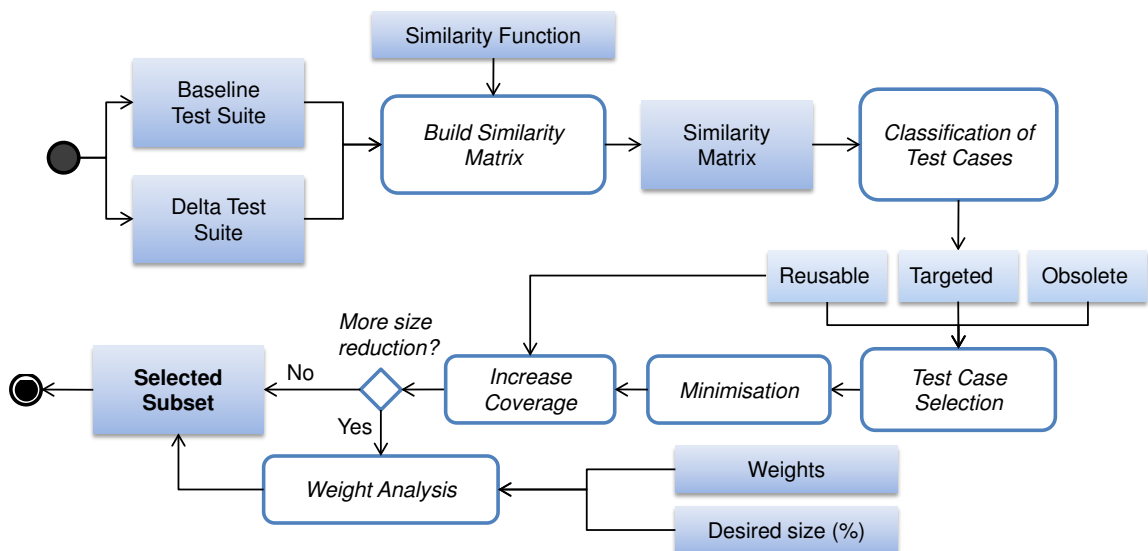 Similarity Function
Baseline
Test Suite
Build Similarity
Matrix
Similarity
Matrix
Classification of
Test Cases
Delta Test
Suite
Reusable
Targeted
Obsolete
More size
reduction?
Selected
Subset
No
Yes
Increase
Coverage
Minimisation
Test Case
Selection
Weight Analysis
Weights
Desired size (%)